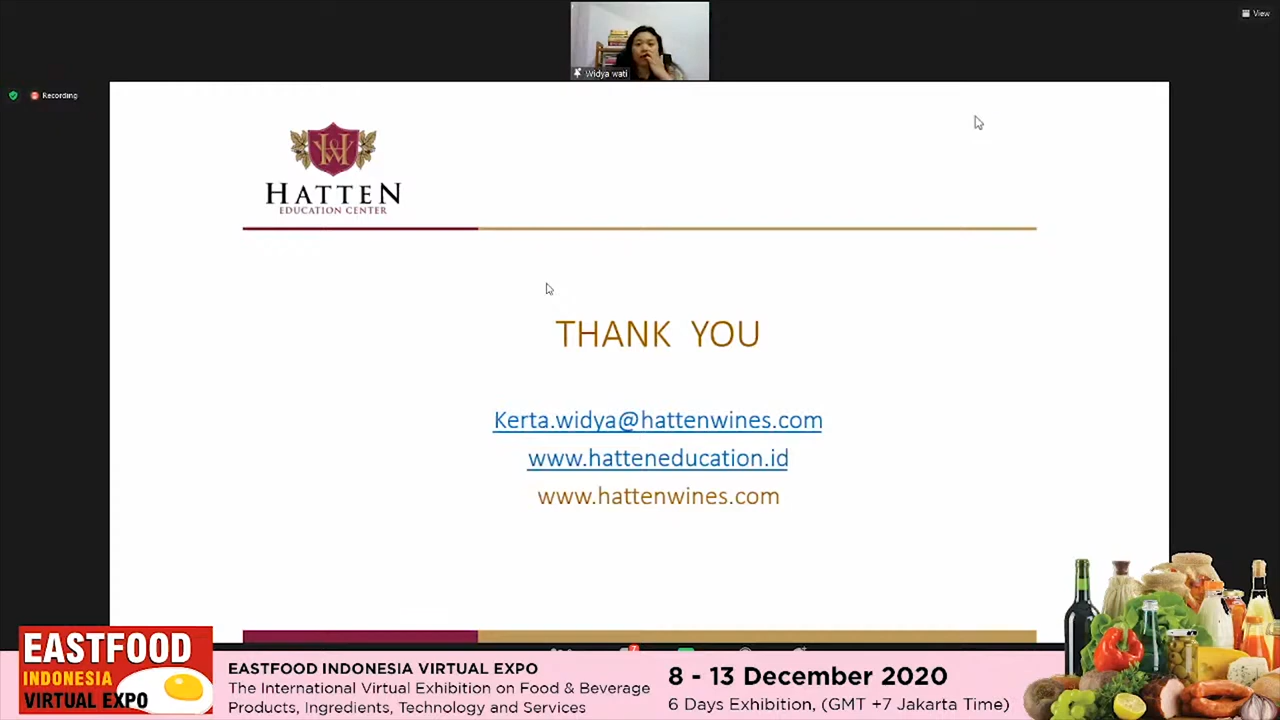 View
Widya wati
Recording
HATTEN
EDUCATION CENTER
THANK YOU
Kerta.widya@hattenwines.com
www.hatteneducation.id
www.hattenwines.com
EASTFOOD
INDONESIA
VIRTUAL EXPO
EASTFOOD INDONESIA VIRTUAL EXPO
The International Virtual Exhibition on Food & Beverage
Products, Ingredients, Technology and Services
8 - 13 December 2020
6 Days Exhibition, (GMT +7 Jakarta Time)